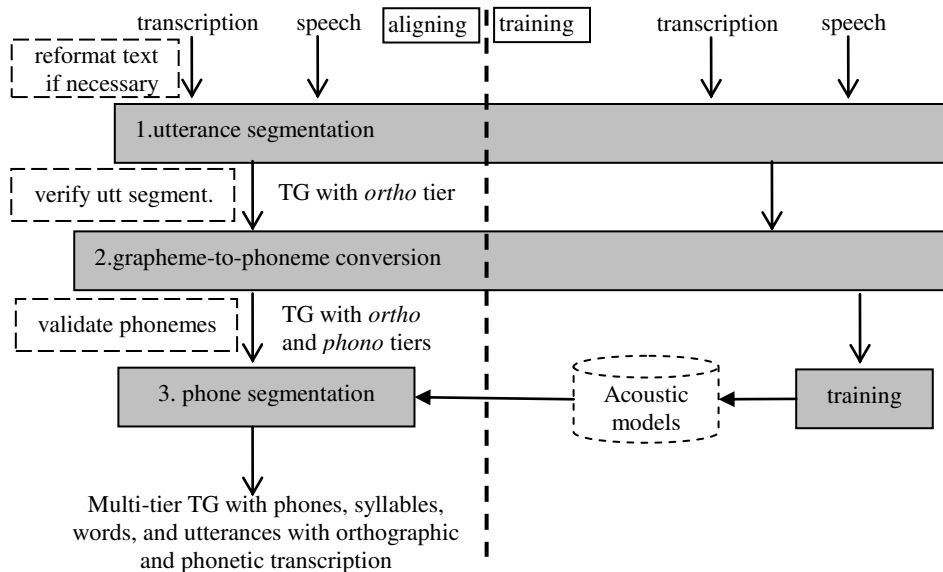 transcription
speech
aligning
training
transcription
speech
reformat text
if necessary
1.utterance segmentation
verify utt segment.
TG with ortho tier
2.grapheme-to-phoneme conversion
validate phonemes
TG with ortho
and phono tiers
3. phone segmentation
Acoustic
models
training
Multi-tier TG with phones, syllables,
words, and utterances with orthographic
and phonetic transcription